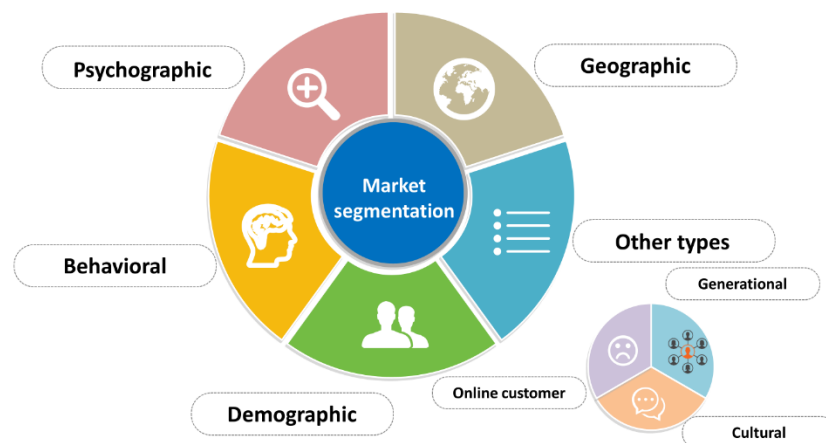 Psychographic
Geographic
Market
segmentation
Behavioral
Other types
Generational
Demographic
Online customer
Cultural